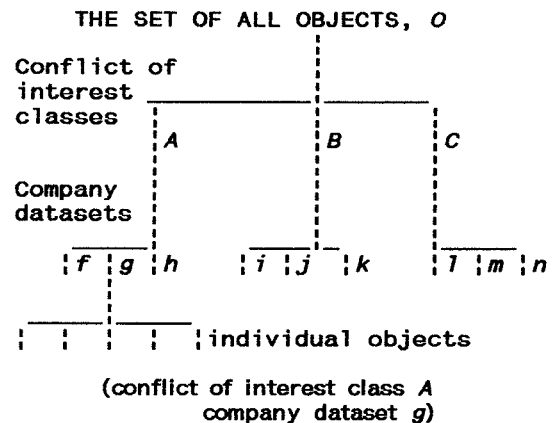 THE SET OF ALL OBJECTS, O
Conflict of
interest
classes
A B C
Company
datasets
f g h i j k l m n
individual objects
(conflict of interest class A
company dataset g)